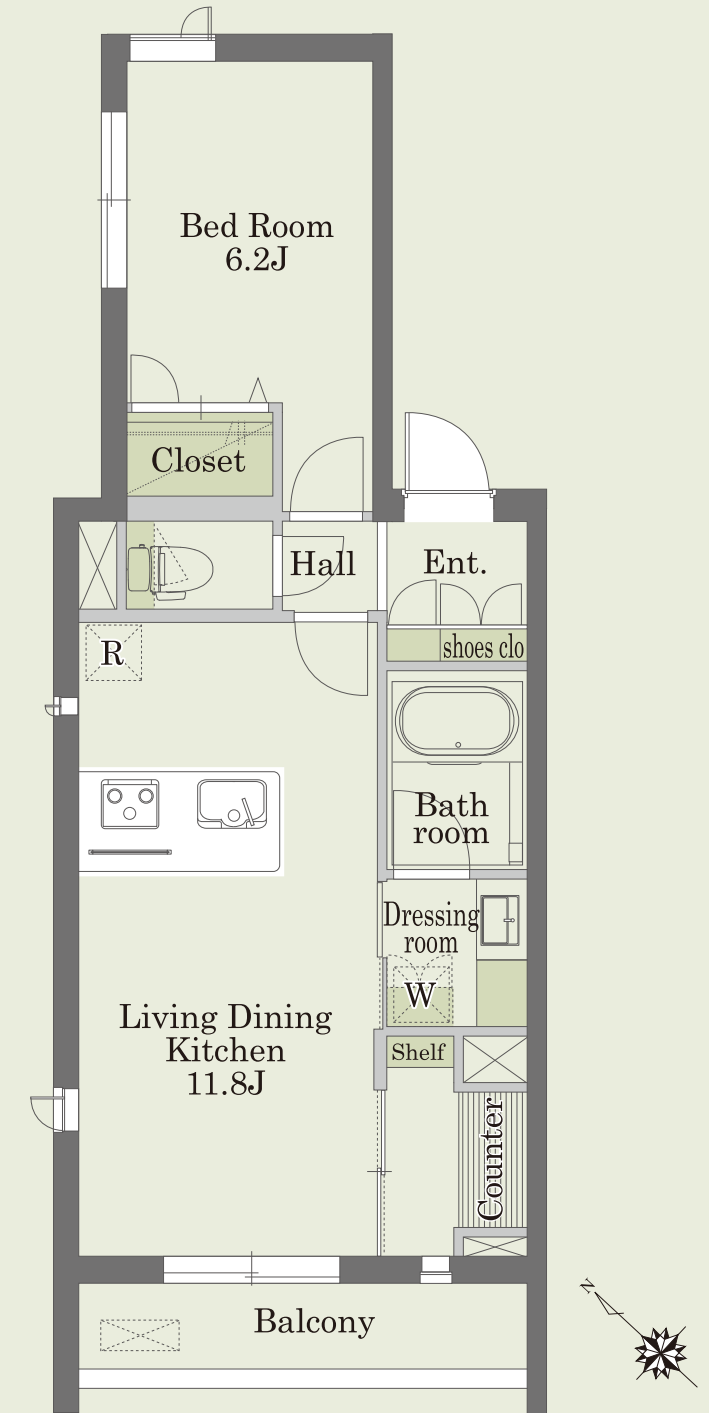 Bed Room
6.2J
Closet
Hall
Ent.
shoes clo
R
Bath
room
Dressing
room
W
Living Dining
Kitchen
11.8J
Shelf
Counter
Balcony
N